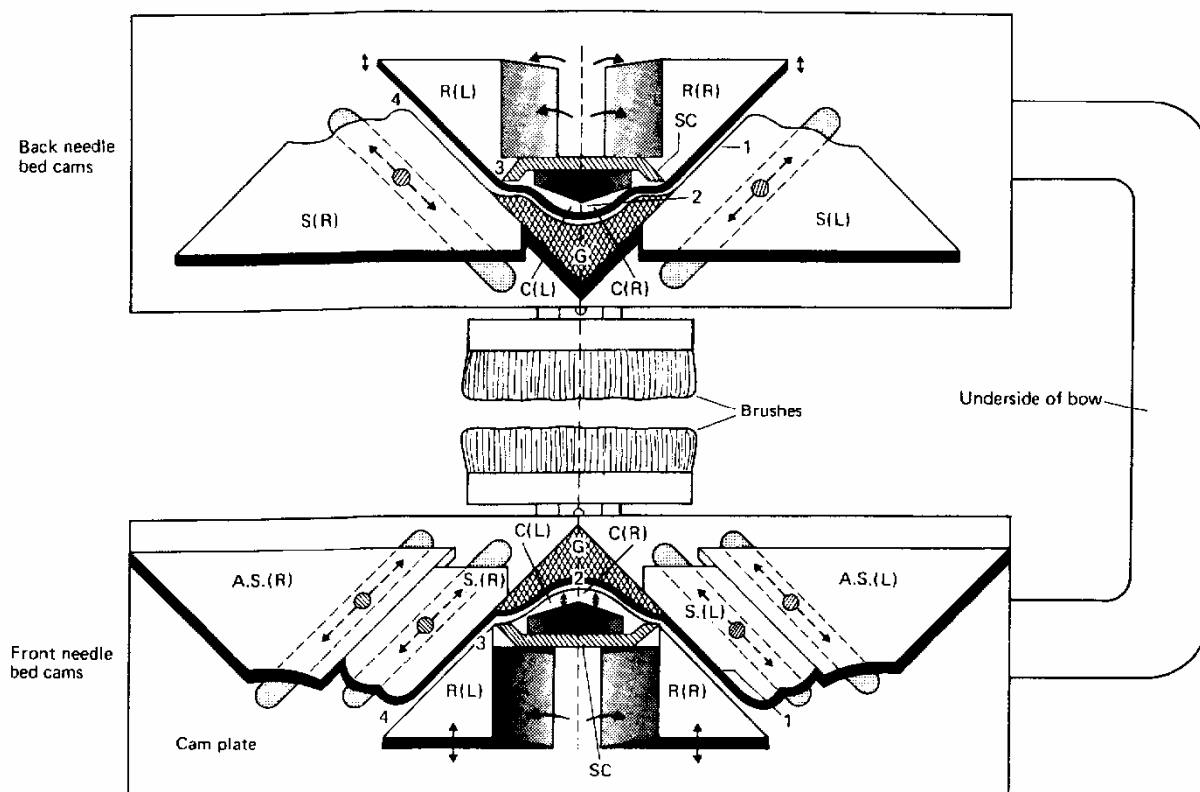 R(L)
R(R)
SC
4
Back needle
bed cams
3
1
2
S(R)
S(L)
G
C(L)
C(R)
Brushes
Underside of bow
C(L)
C(R)
G
A.S.(R)
S.(R)
2
S.(L)
A.S.(L)
3
Front needle
bed cams
R(L)
R(R)
4
1
Cam plate
SC